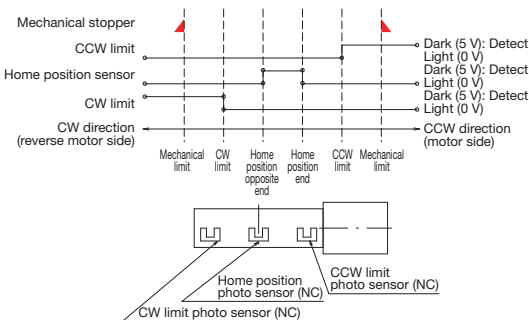 Mechanical stopper
CCW limit
Dark (5 V): Detect
Light (0 V)
Home position sensor
Dark (5 V): Detect
Light (0 V)
CW limit
Dark (5 V): Detect
Light (0 V)
CW direction
(reverse motor side)
CCW direction
(motor side)
Mechanical
limit
CW
limit
Home
position
opposite
end
Home
position
end
CCW
limit
Mechanical
limit
CCW limit
photo sensor (NC)
Home position
photo sensor (NC)
CW limit photo sensor (NC)